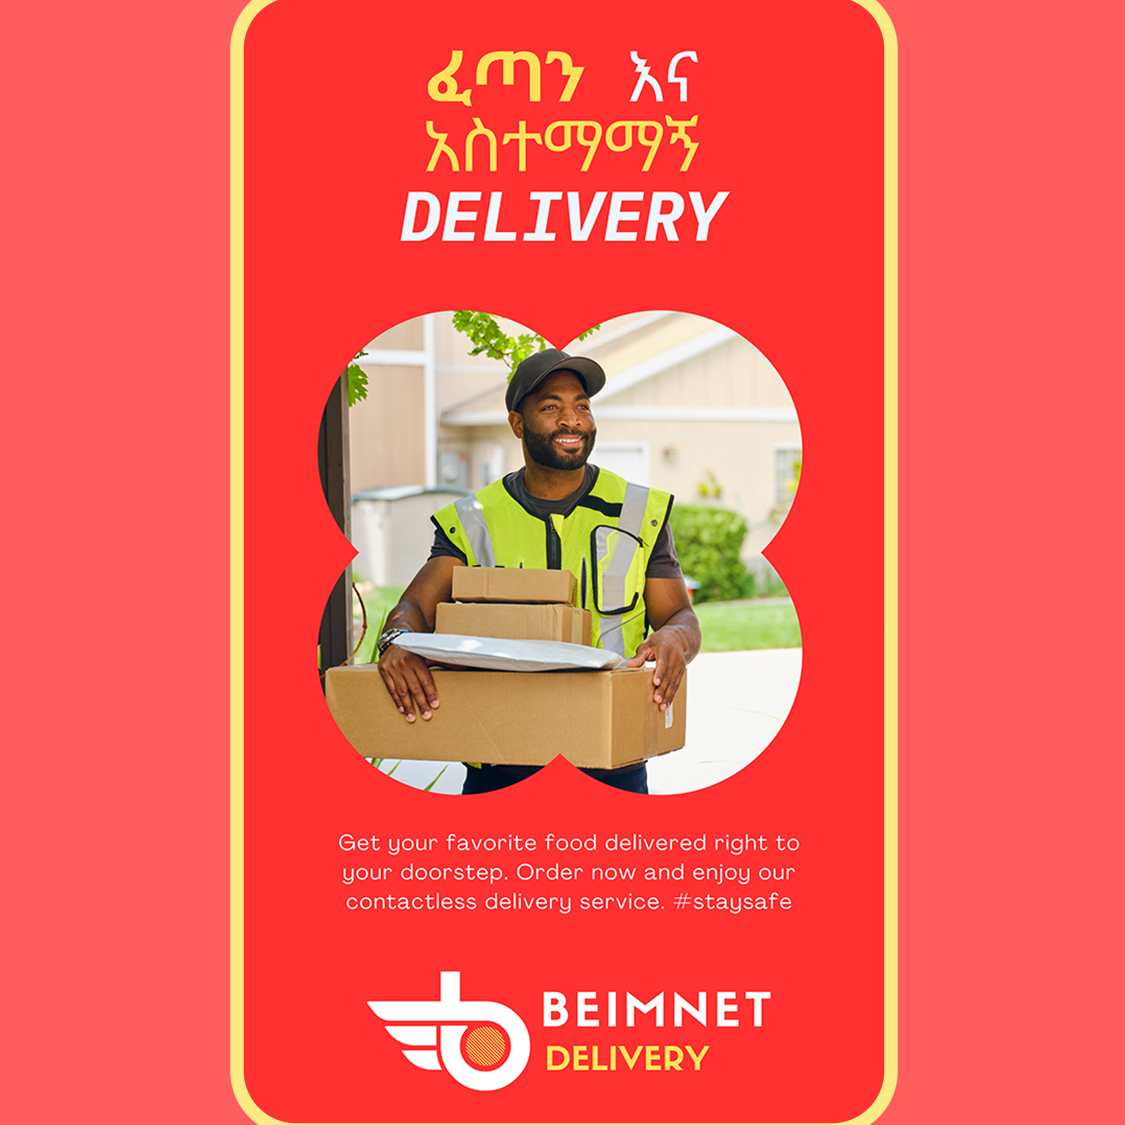 ፈጣን እና
አስተማማኝ
DELIVERY
Get your favorite food delivered right to
your doorstep. Order now and enjoy our
contactless delivery service. #staysafe
BEIMNET
DELIVERY